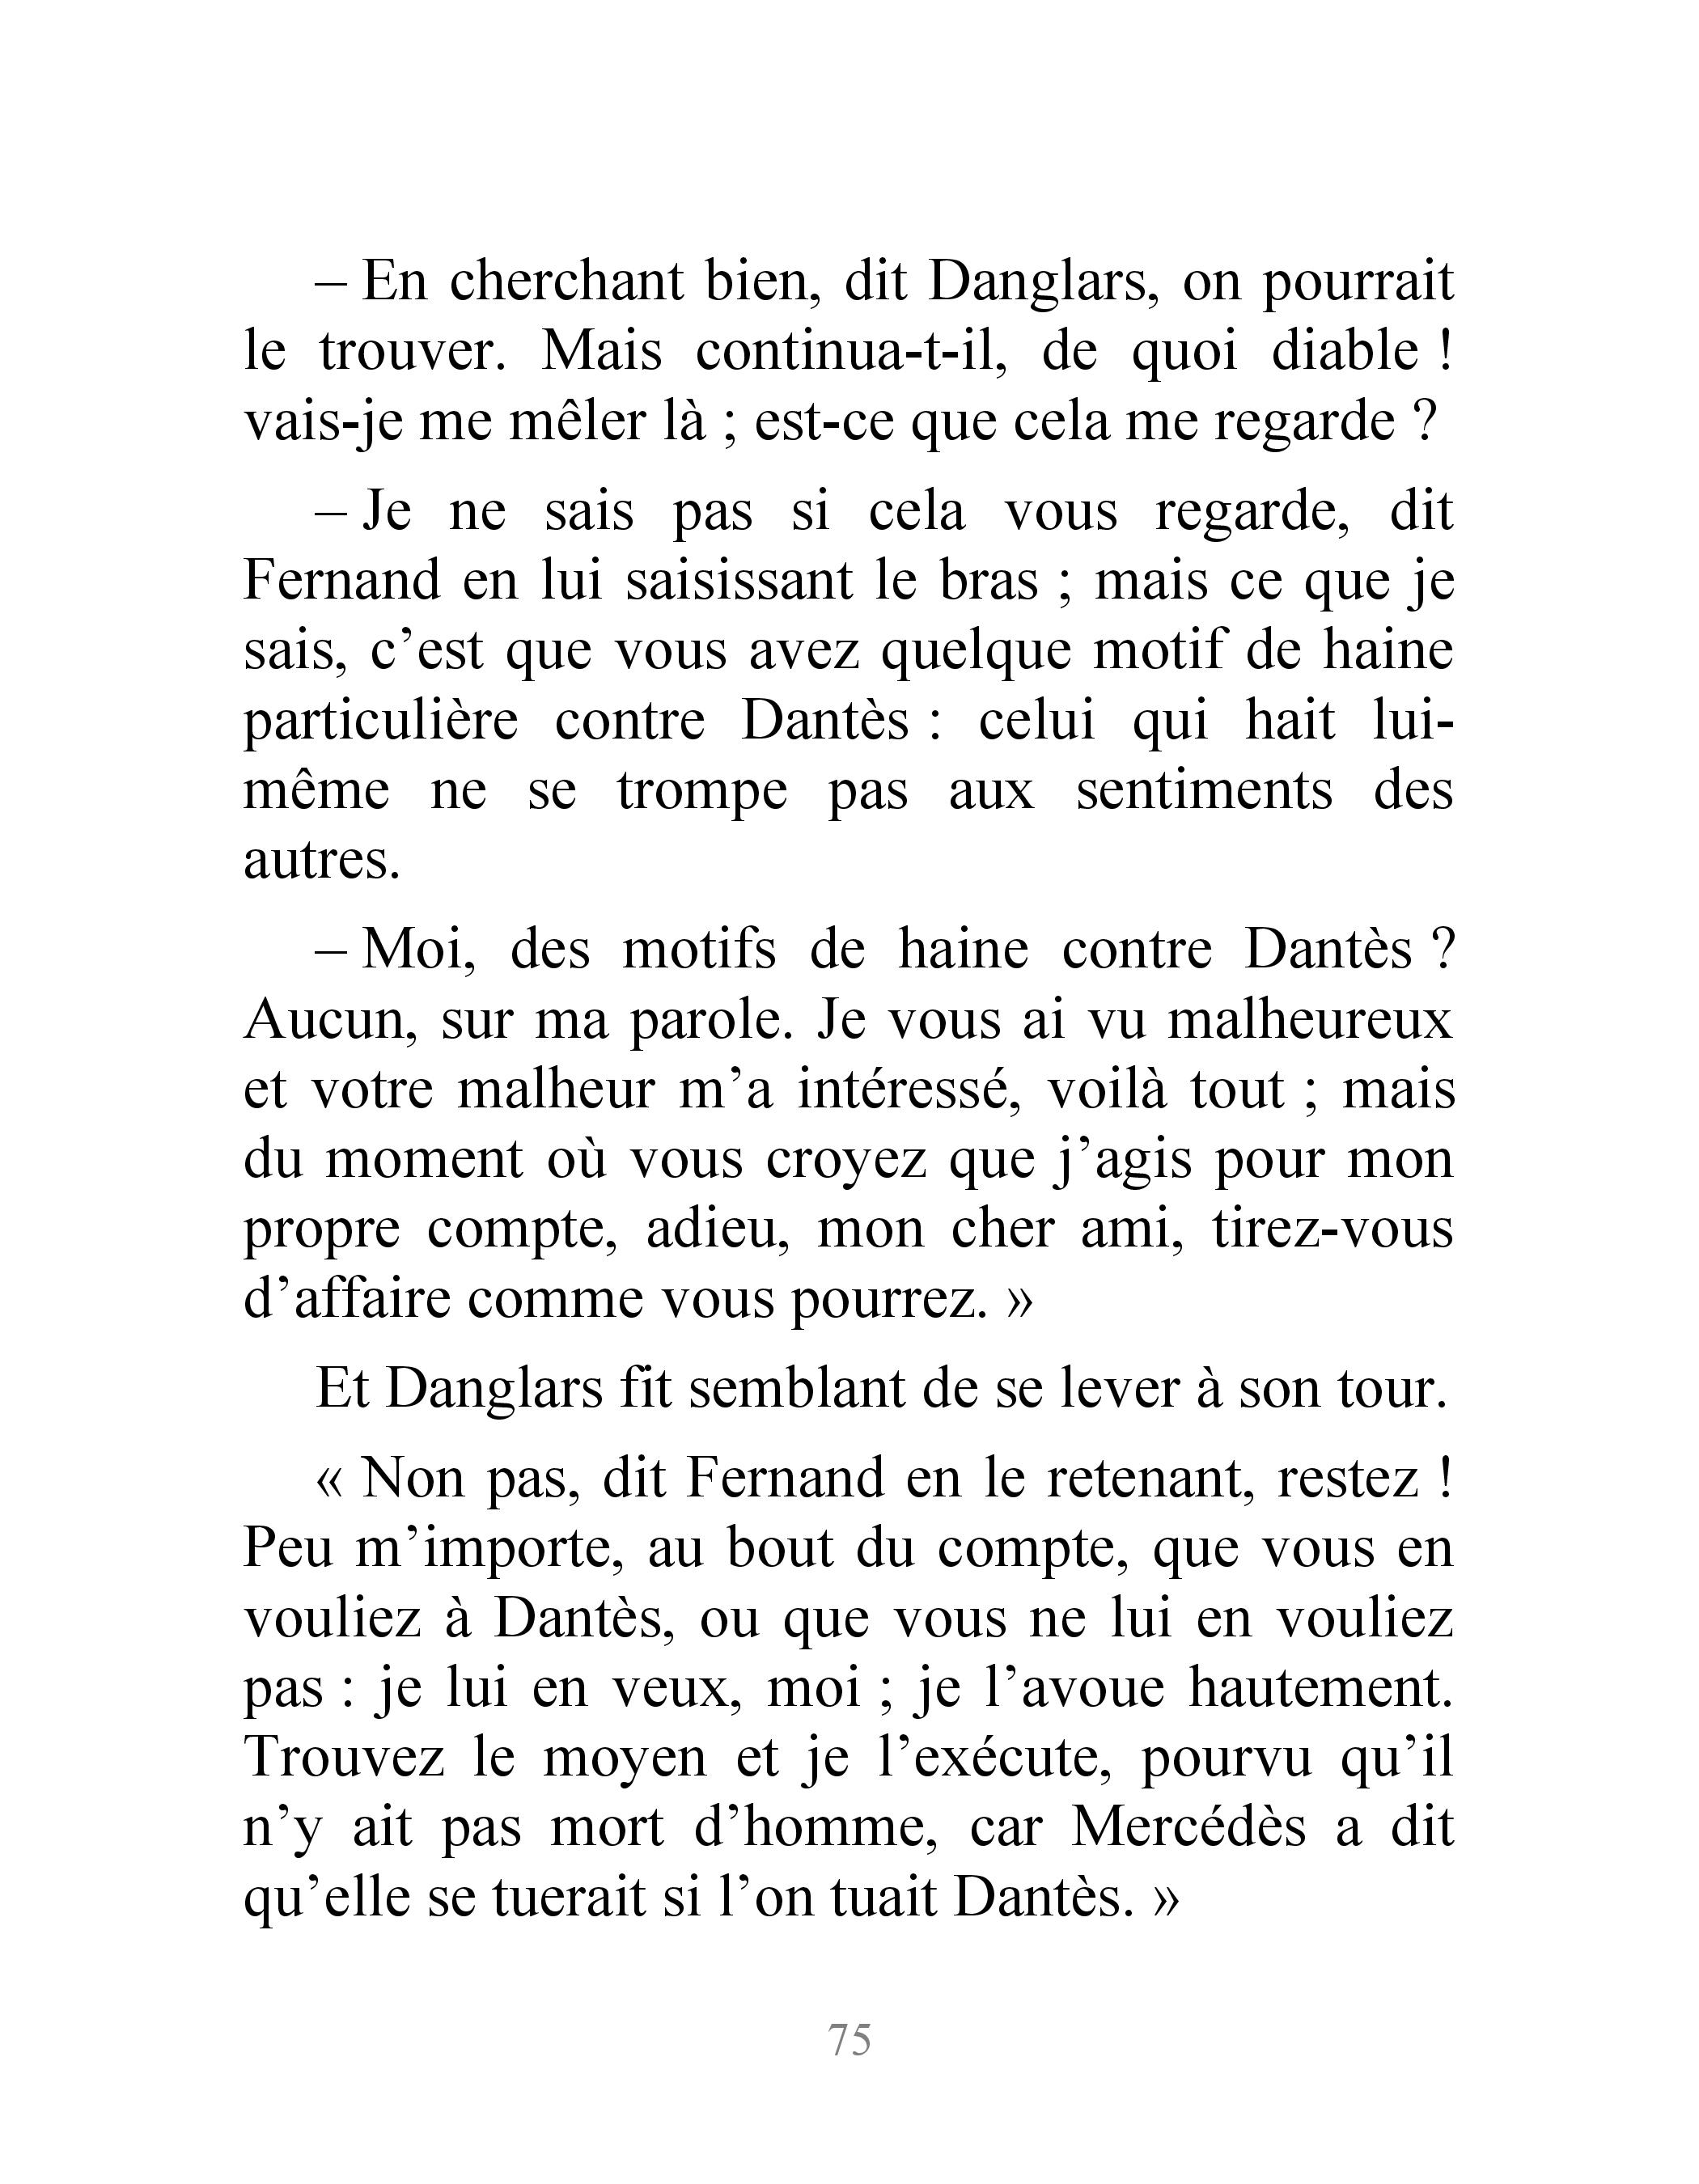 – En cherchant bien, dit Danglars, on pourrait
le trouver. Mais continua-t-il, de quoi diable !
vais-je me mêler là ; est-ce que cela me regarde ?
– Je ne sais pas si cela vous regarde, dit
Fernand en lui saisissant le bras ; mais ce que je
sais, c’est que vous avez quelque motif de haine
particulière contre Dantès : celui qui hait lui-
même ne se trompe pas aux sentiments des
autres.
– Moi, des motifs de haine contre Dantès ?
Aucun, sur ma parole. Je vous ai vu malheureux
et votre malheur m’a intéressé, voilà tout ; mais
du moment où vous croyez que j’agis pour mon
propre compte, adieu, mon cher ami, tirez-vous
d’affaire comme vous pourrez. »
Et Danglars fit semblant de se lever à son tour.
« Non pas, dit Fernand en le retenant, restez !
Peu m’importe, au bout du compte, que vous en
vouliez à Dantès, ou que vous ne lui en vouliez
pas : je lui en veux, moi ; je l’avoue hautement.
Trouvez le moyen et je l’exécute, pourvu qu’il
n’y ait pas mort d’homme, car Mercédès a dit
qu’elle se tuerait si l’on tuait Dantès. »
75